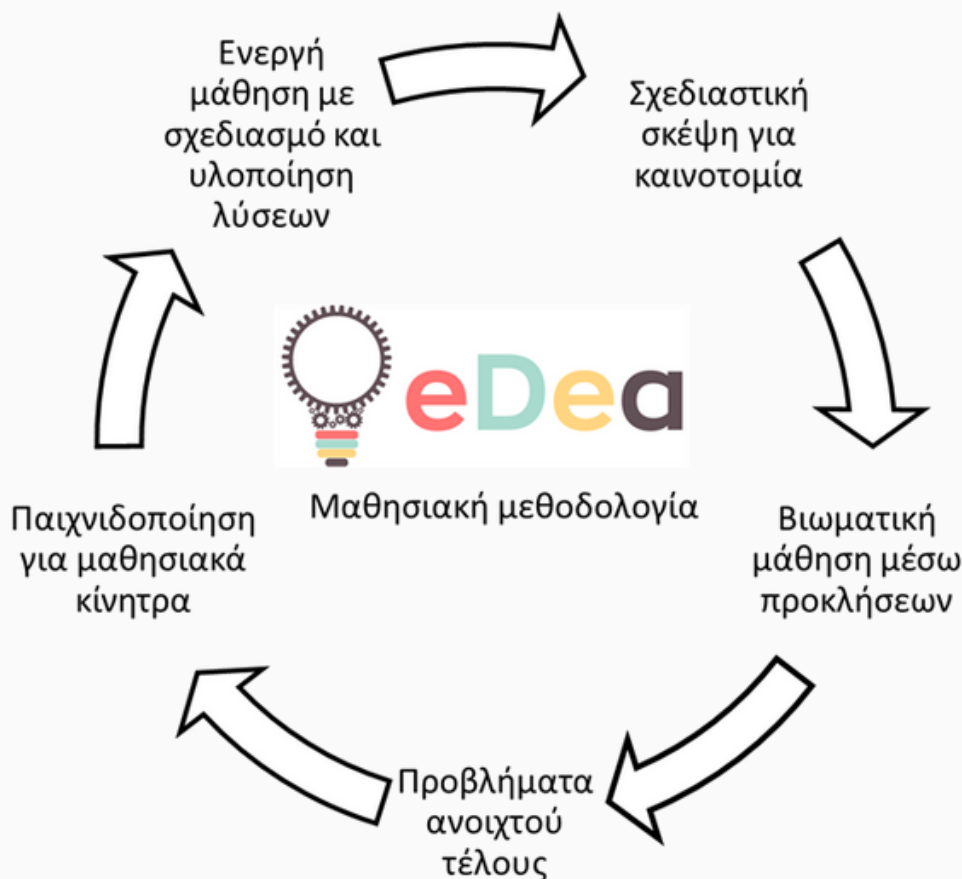 Ενεργή
μάθηση με
σχεδιασμό και
υλοποίηση
λύσεων
Σχεδιαστική
σκέψη για
καινοτομία
eDea
Μαθησιακή μεθοδολογία
Παιχνιδοποίηση
για μαθησιακά
κίνητρα
Βιωματική
μάθηση μέσω
προκλήσεων
Προβλήματα
ανοιχτού
τέλους